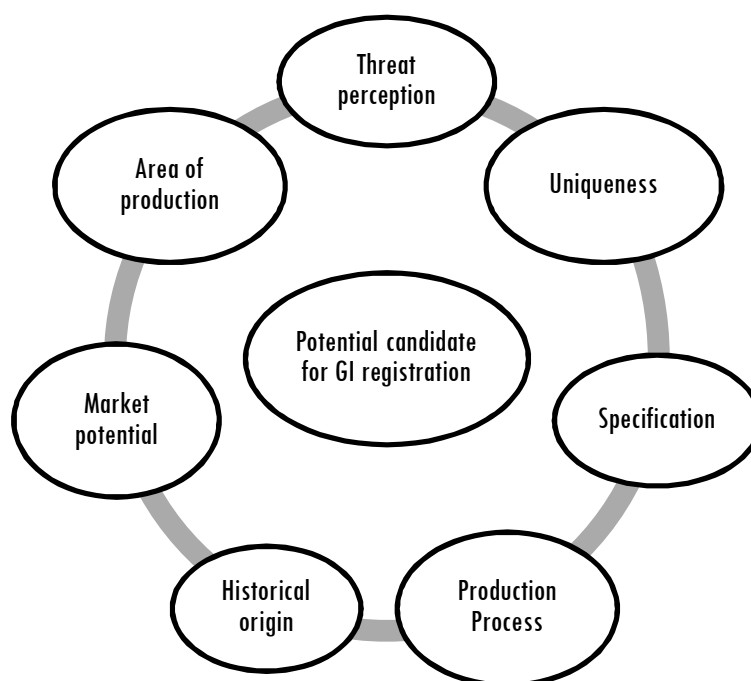 Threat
perception
Uniqueness
Specification
Production
Process
Historical
origin
Market
potential
Area of
production
Potential candidate
for GI registration